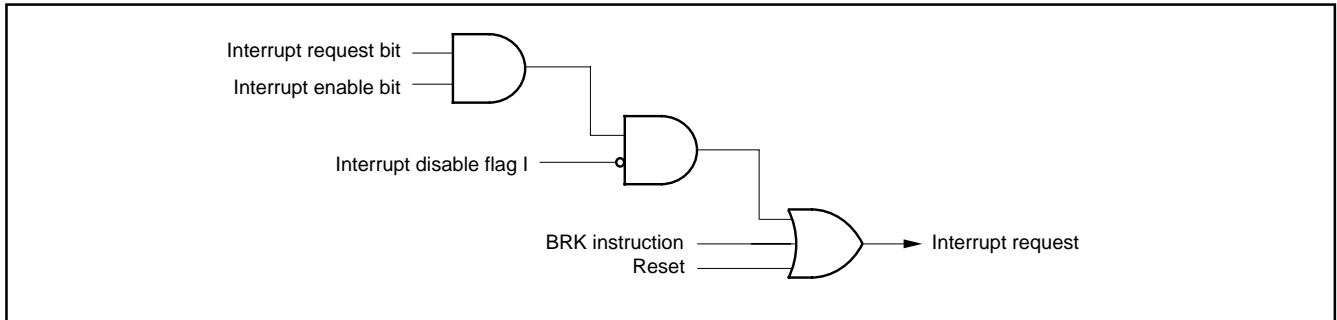 Interrupt request bit
Interrupt enable bit
Interrupt disable flag I
BRK instruction
Reset
Interrupt request